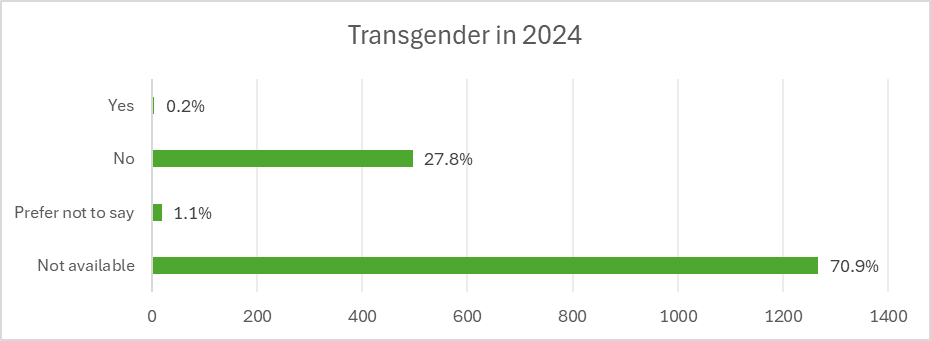 Transgender in 2024
Yes 0.2%
No 27.8%
Prefer not to say 1.1%
Not available 70.9%
0 200 400 600 800 1000 1200 1400